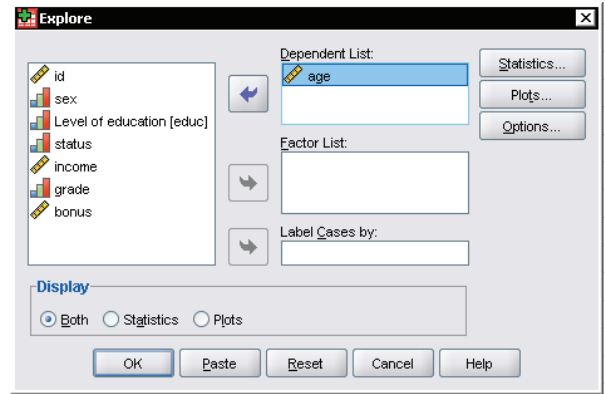 Explore
id
sex
Level of education [educ]
status
income
grade
bonus
Dependent List:
age
Factor List:
Label Cases by:
Statistics...
Plots...
Options...
Display
Both Statistics Plots
OK Paste Reset Cancel Help